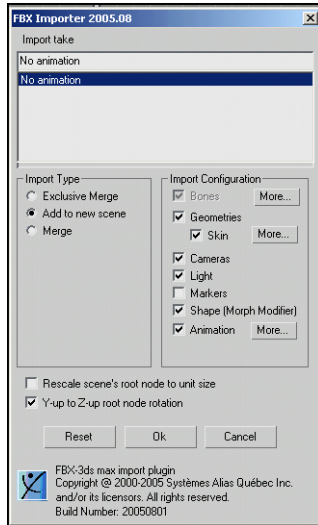 FBX Importer 2005.08
Import take
No animation
No animation
Import Type
Exclusive Merge
Add to new scene
Merge
Import Configuration
Bones More...
Geometries
Skin More...
Cameras
Light
Markers
Shape (Morph Modifier)
Animation More...
Rescale scene's root node to unit size
Y-up to Z-up root node rotation
Reset Ok Cancel
FBX-3ds max import plugin
Copyright @ 2000-2005 Systèmes Alias Québec Inc.
and/or its licensors. All rights reserved.
Build Number: 20050801